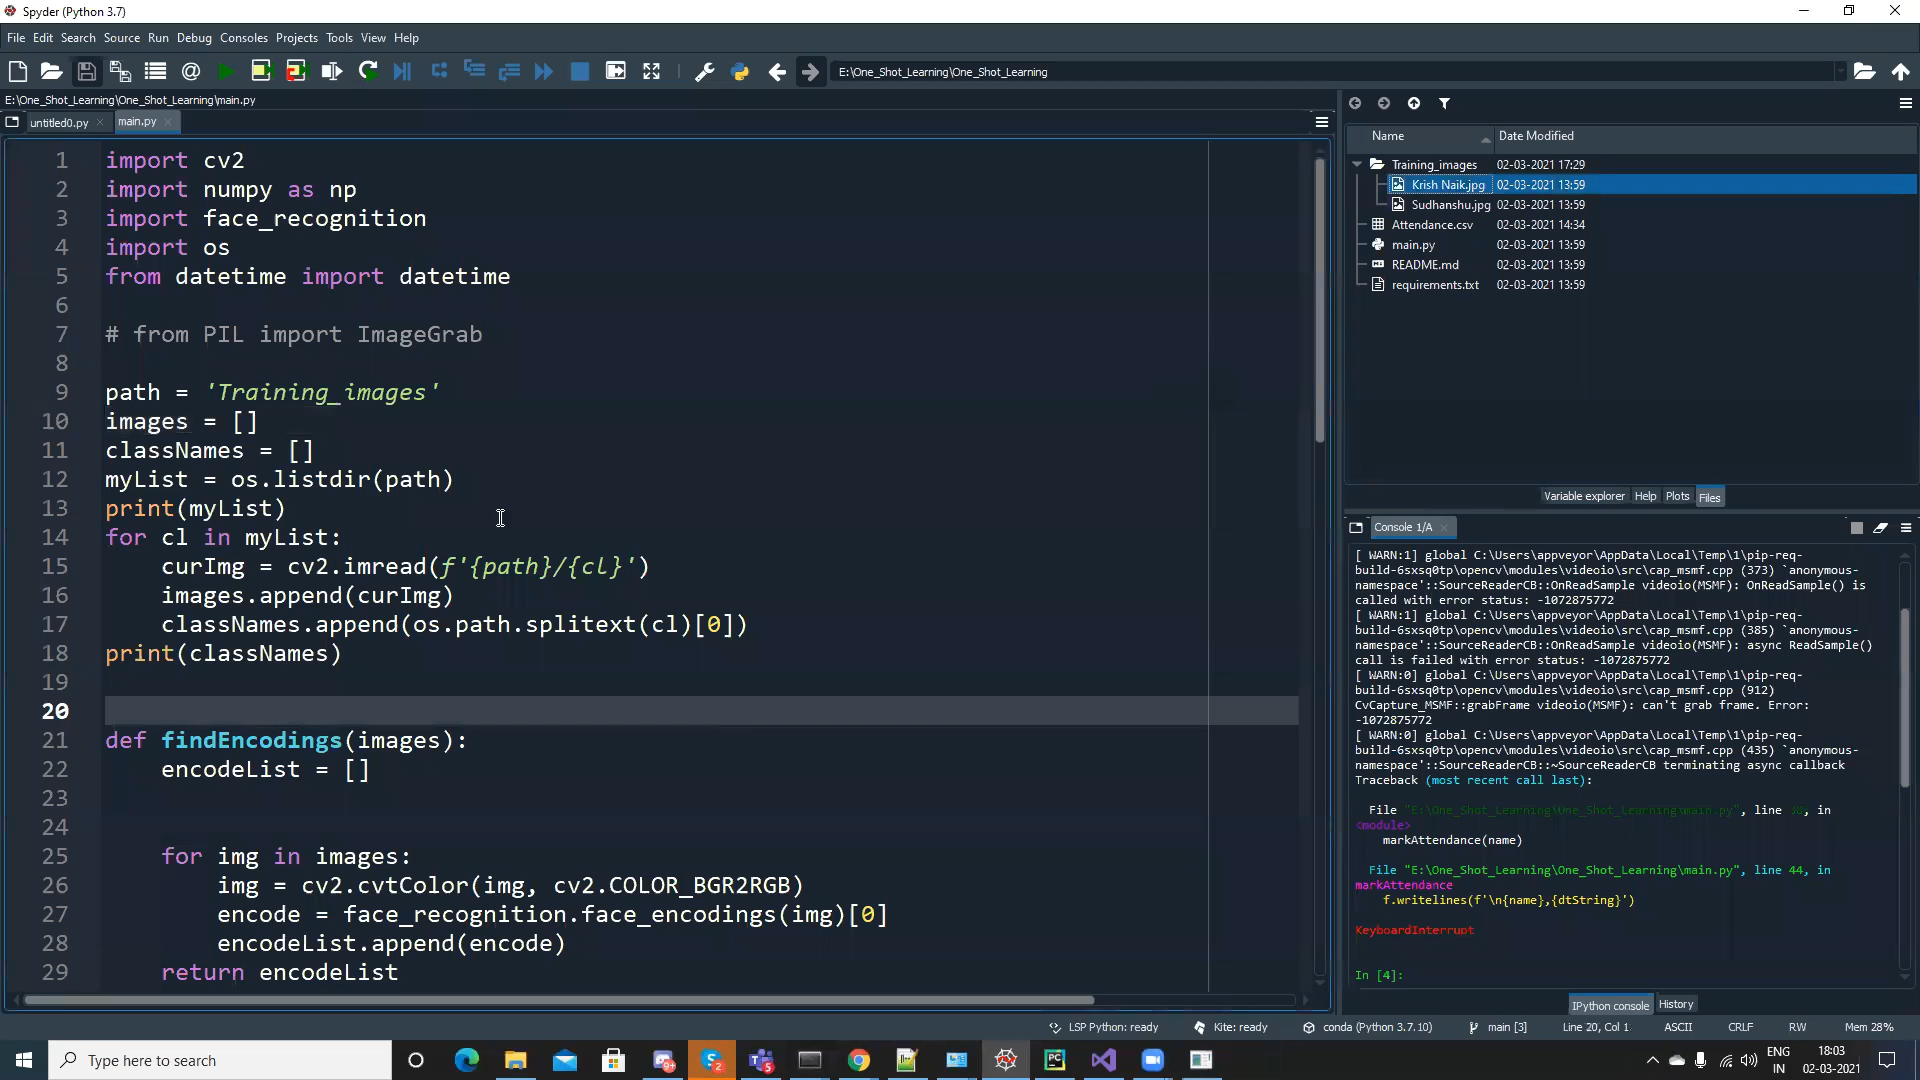 Spyder (Python 3.7)
File Edit Search Source Run Debug Consoles Projects Tools View Help
E:\One_Shot_Learning\One_Shot_Learning
E:\One_Shot_Learning\One_Shot_Learning\main.py
untitled0.py
main.py
1 import cv2
2 import numpy as np
3 import face_recognition
4 import os
5 from datetime import datetime
6
7 # from PIL import ImageGrab
8
9 path = 'Training_images'
10 images = []
11 classNames = []
12 myList = os.listdir(path)
13 print(myList)
14 for cl in myList:
15 curImg = cv2.imread(f'{path}/{cl}')
16 images.append(curImg)
17 classNames.append(os.path.splitext(cl)[0])
18 print(classNames)
19
20
21 def findEncodings(images):
22 encodeList = []
23
24
25 for img in images:
26 img = cv2.cvtColor(img, cv2.COLOR_BGR2RGB)
27 encode = face_recognition.face_encodings(img)[0]
28 encodeList.append(encode)
29 return encodeList
Name Date Modified
Training_images 02-03-2021 17:29
Krish Naik.jpg 02-03-2021 13:59
Sudhanshu.jpg 02-03-2021 13:59
Attendance.csv 02-03-2021 14:34
main.py 02-03-2021 13:59
README.md 02-03-2021 13:59
requirements.txt 02-03-2021 13:59
Variable explorer Help Plots Files
Console 1/A
[ WARN:1] global C:\Users\appveyor\AppData\Local\Temp\1\pip-req-
build-6sxsq0tp\opencv\modules\videoio\src\cap_msmf.cpp (373) `anonymous-
namespace'::SourceReaderCB::OnReadSample videoio(MSMF): OnReadSample() is
called with error status: -1072875772
[ WARN:1] global C:\Users\appveyor\AppData\Local\Temp\1\pip-req-
build-6sxsq0tp\opencv\modules\videoio\src\cap_msmf.cpp (385) `anonymous-
namespace'::SourceReaderCB::OnReadSample videoio(MSMF): async ReadSample()
call is failed with error status: -1072875772
[ WARN:0] global C:\Users\appveyor\AppData\Local\Temp\1\pip-req-
build-6sxsq0tp\opencv\modules\videoio\src\cap_msmf.cpp (912)
CvCapture_MSMF::grabFrame videoio(MSMF): can't grab frame. Error:
-1072875772
[ WARN:0] global C:\Users\appveyor\AppData\Local\Temp\1\pip-req-
build-6sxsq0tp\opencv\modules\videoio\src\cap_msmf.cpp (435) `anonymous-
namespace'::SourceReaderCB::~SourceReaderCB terminating async callback
Traceback (most recent call last):
File "E:\One_Shot_Learning\One_Shot_Learning\main.py", line in
<module>
markAttendance(name)
File "E:\One_Shot_Learning\One_Shot_Learning\main.py", line 44, in
markAttendance
f.writelines(f'\n{name},{dtString}')
KeyboardInterrupt
In [4]:
IPython console History
LSP Python: ready Kite: ready conda (Python 3.7.10) main [3] Line 20, Col 1 ASCII CRLF RW Mem 28%
Type here to search
ENG
IN
18:03
02-03-2021